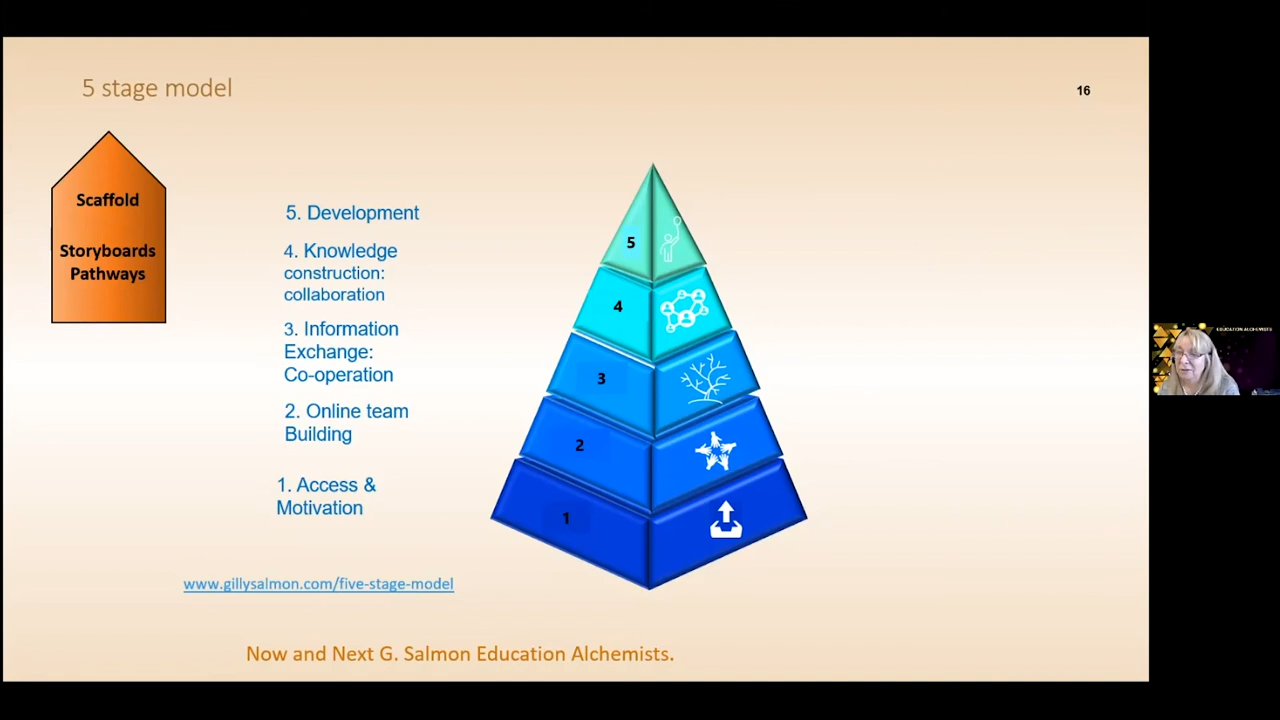 5 stage model
16
Scaffold
Storyboards
Pathways
5. Development
4. Knowledge
construction:
collaboration
3. Information
Exchange:
Co-operation
2. Online team
Building
1. Access &
Motivation
5
4
3
2
1
www.gillysalmon.com/five-stage-model
Now and Next G. Salmon Education Alchemists.
EDUCATION ALCHEMISTS